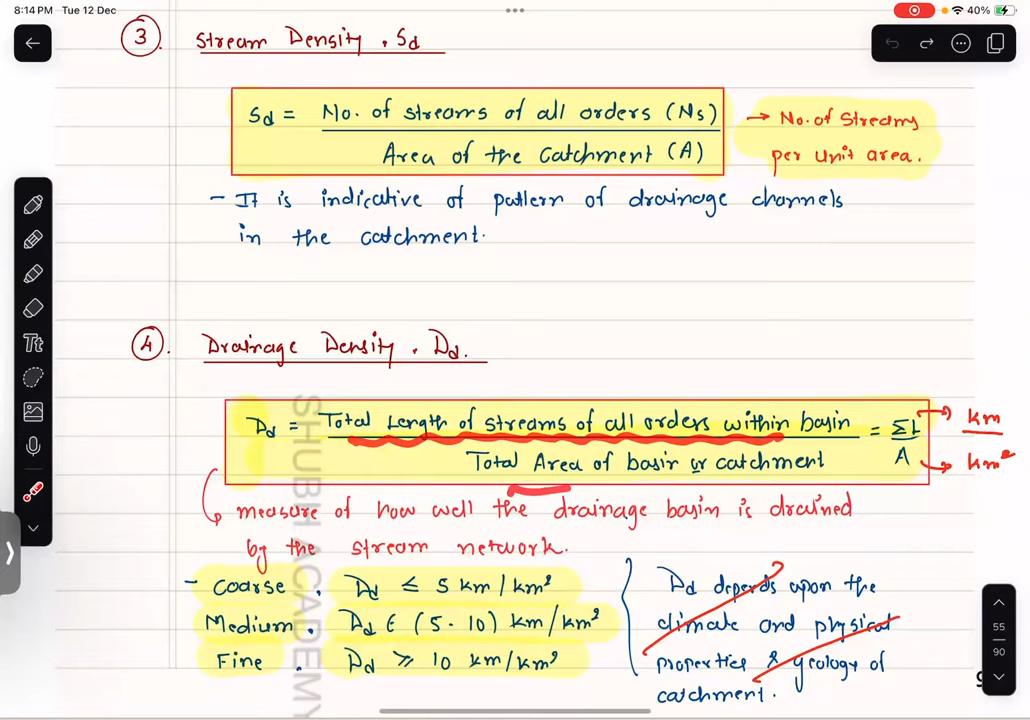 8:14 PM Tue 12 Dec
40%
3. Stream Density, Sd
Sd = No. of streams of all orders (Ns)
Area of the catchment (A)
→ No. of Streams
per Unit area.
- It is indicative of pattern of drainage channels
in the catchment.
4. Drainage Density, Dd.
Dd = Total Length of streams of all orders within basin = ΣL → km
Total Area of basin or catchment A → km²
measure of how well the drainage basin is drained
by the stream network.
- Coarse, Dd ≤ 5 km/km²
Medium, Dd ∈ (5-10) km/km²
Fine, Dd ≥ 10 km/km²
Dd depends upon the
climate and physical
properties & geology of
catchment.
SHUBH ACADEMY
Tt
55
90